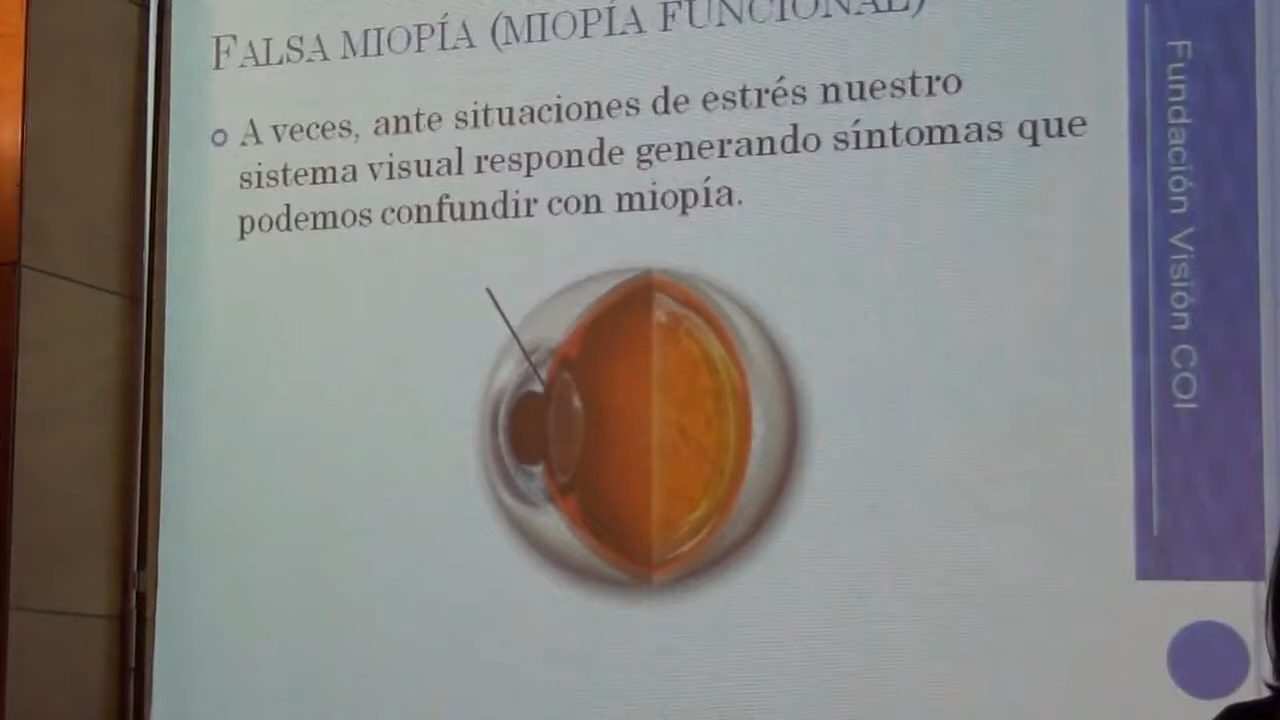 FALSA MIOPÍA (MIOPÍA FUNCIONAL)
A veces, ante situaciones de estrés nuestro
sistema visual responde generando síntomas que
podemos confundir con miopía.
Fundación Visión COI